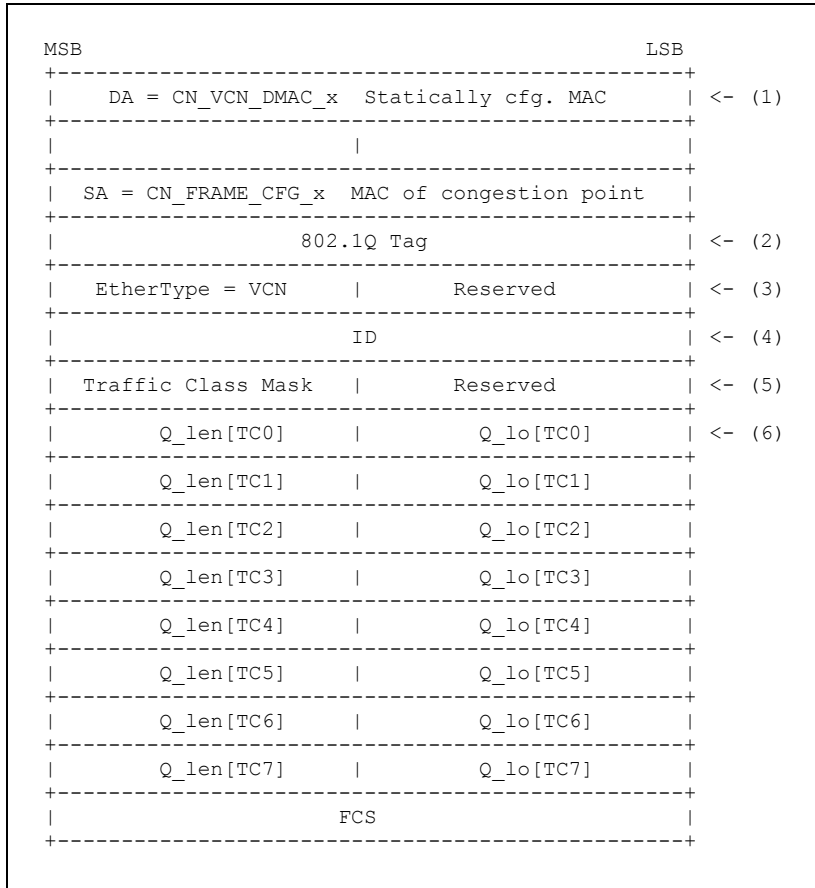 MSB LSB
+-------------------------------------------------+
| DA = CN_VCN_DMAC_x Statically cfg. MAC | <- (1)
+-------------------------------------------------+
| | |
+-------------------------------------------------+
| SA = CN_FRAME_CFG_x MAC of congestion point |
+-------------------------------------------------+
| 802.1Q Tag | <- (2)
+-------------------------------------------------+
| EtherType = VCN | Reserved | <- (3)
+-------------------------------------------------+
| ID | <- (4)
+-------------------------------------------------+
| Traffic Class Mask | Reserved | <- (5)
+-------------------------------------------------+
| Q_len[TC0] | Q_lo[TC0] | <- (6)
+-------------------------------------------------+
| Q_len[TC1] | Q_lo[TC1] |
+-------------------------------------------------+
| Q_len[TC2] | Q_lo[TC2] |
+-------------------------------------------------+
| Q_len[TC3] | Q_lo[TC3] |
+-------------------------------------------------+
| Q_len[TC4] | Q_lo[TC4] |
+-------------------------------------------------+
| Q_len[TC5] | Q_lo[TC5] |
+-------------------------------------------------+
| Q_len[TC6] | Q_lo[TC6] |
+-------------------------------------------------+
| Q_len[TC7] | Q_lo[TC7] |
+-------------------------------------------------+
| FCS |
+-------------------------------------------------+